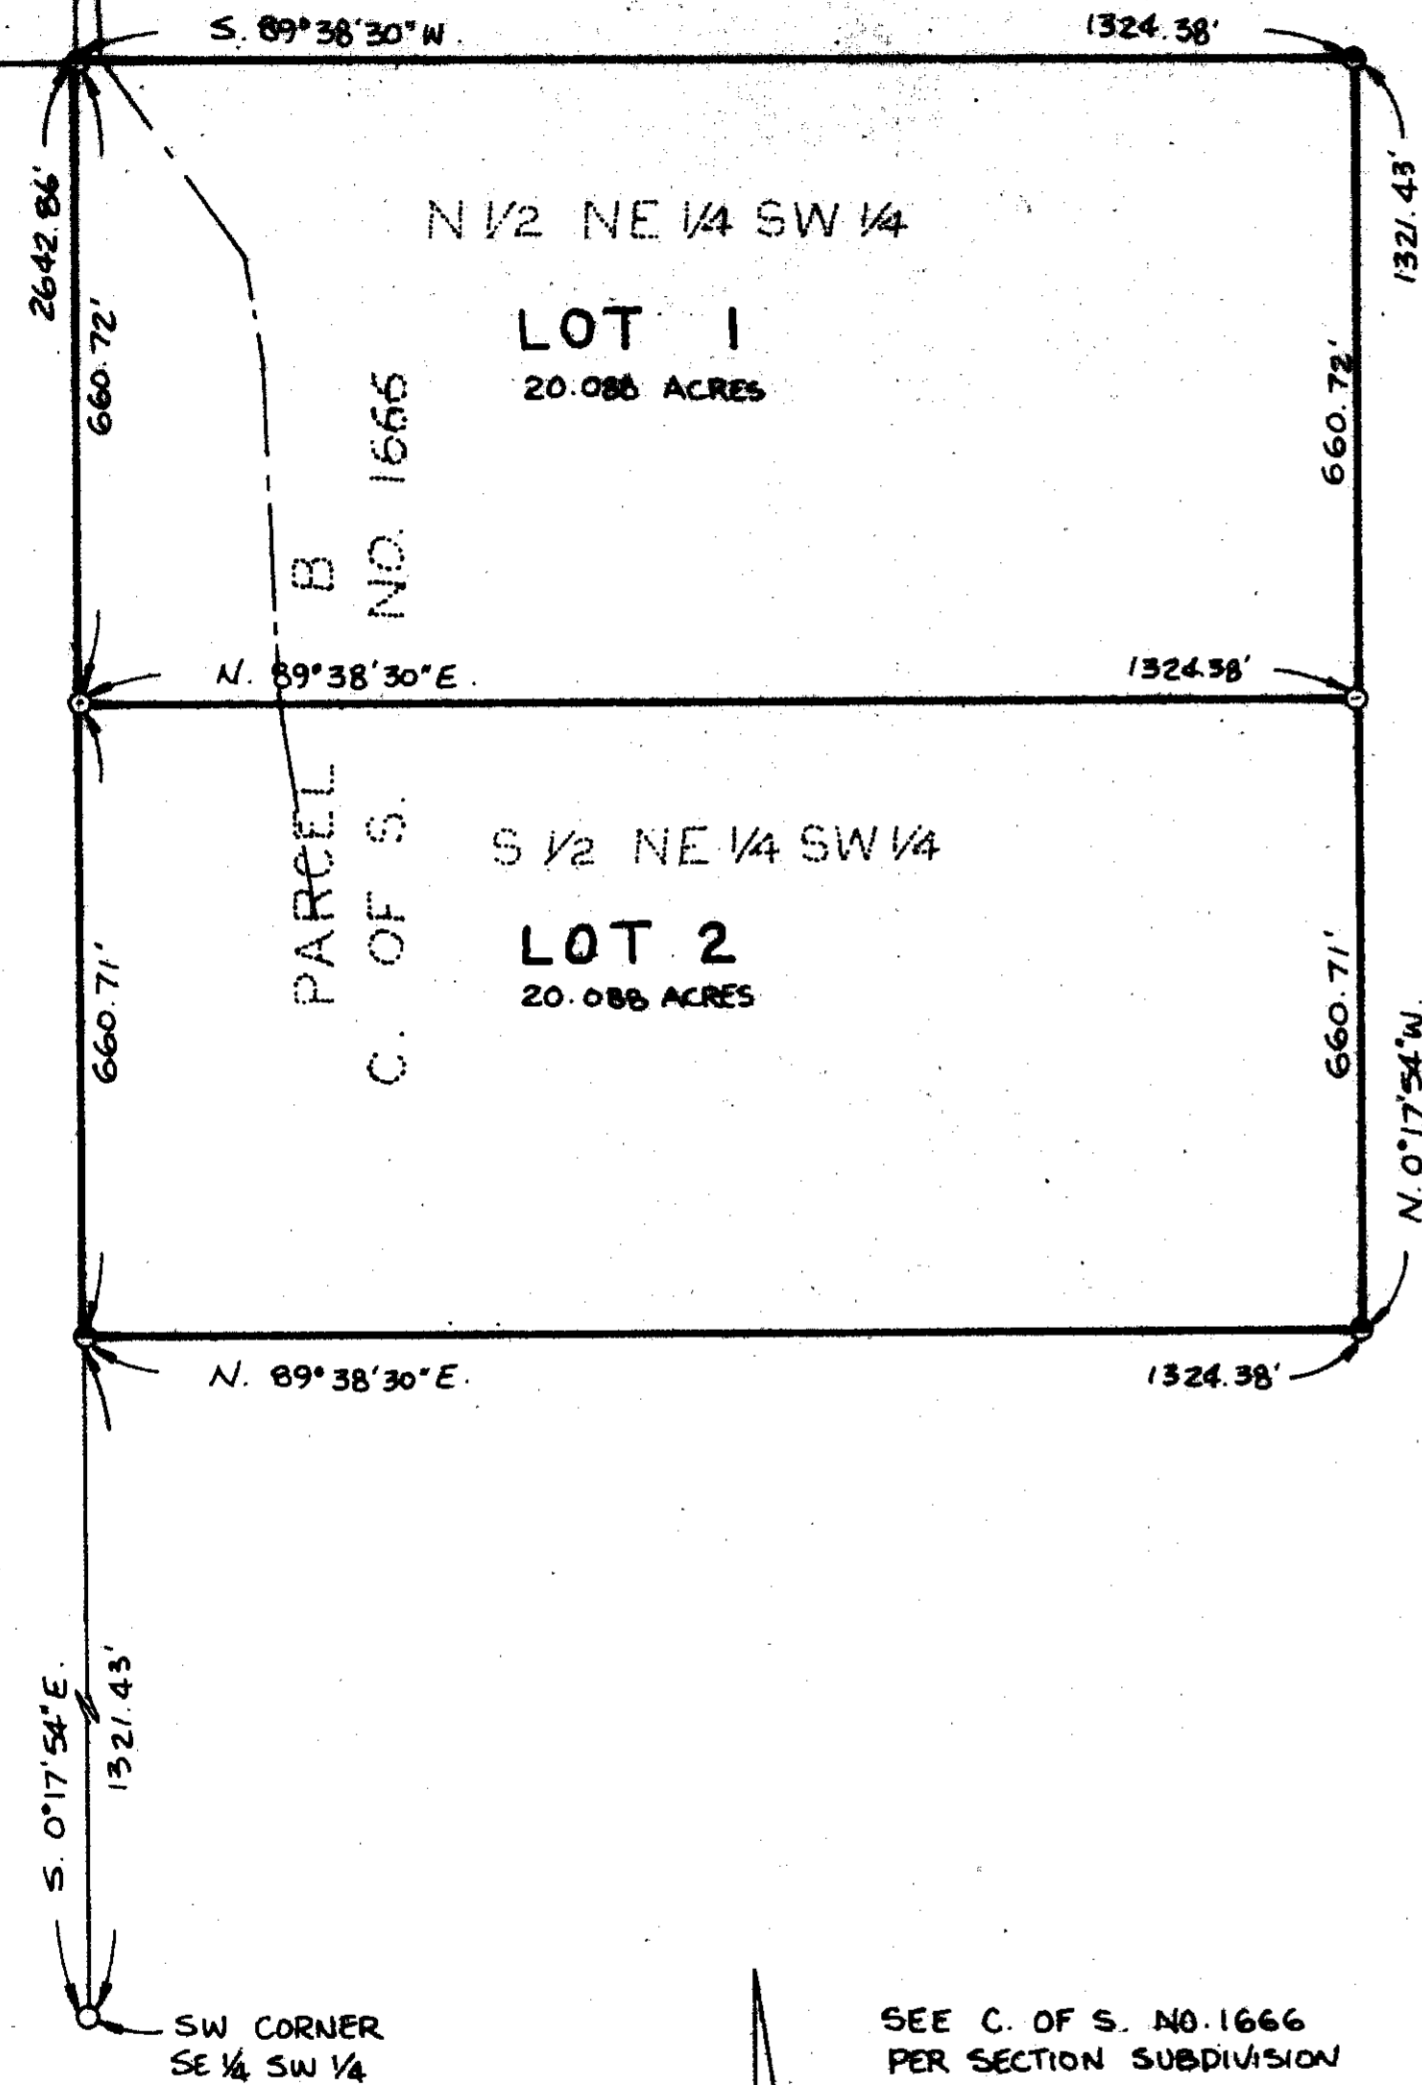 S. 89°38'30" W. 1324.38'
2642.86'
660.72'
1321.43'
660.72'
N 1/2 NE 1/4 SW 1/4
LOT 1
20.088 ACRES
PARCEL B
C. OF S. NO. 1666
N. 89°38'30" E. 1324.38'
S 1/2 NE 1/4 SW 1/4
LOT 2
20.088 ACRES
660.71'
660.71'
N. 0°17'54" W.
N. 89°38'30" E. 1324.38'
S. 0°17'54" E.
1321.43'
SW CORNER
SE 1/4 SW 1/4
SEE C. OF S. NO. 1666
PER SECTION SUBDIVISION